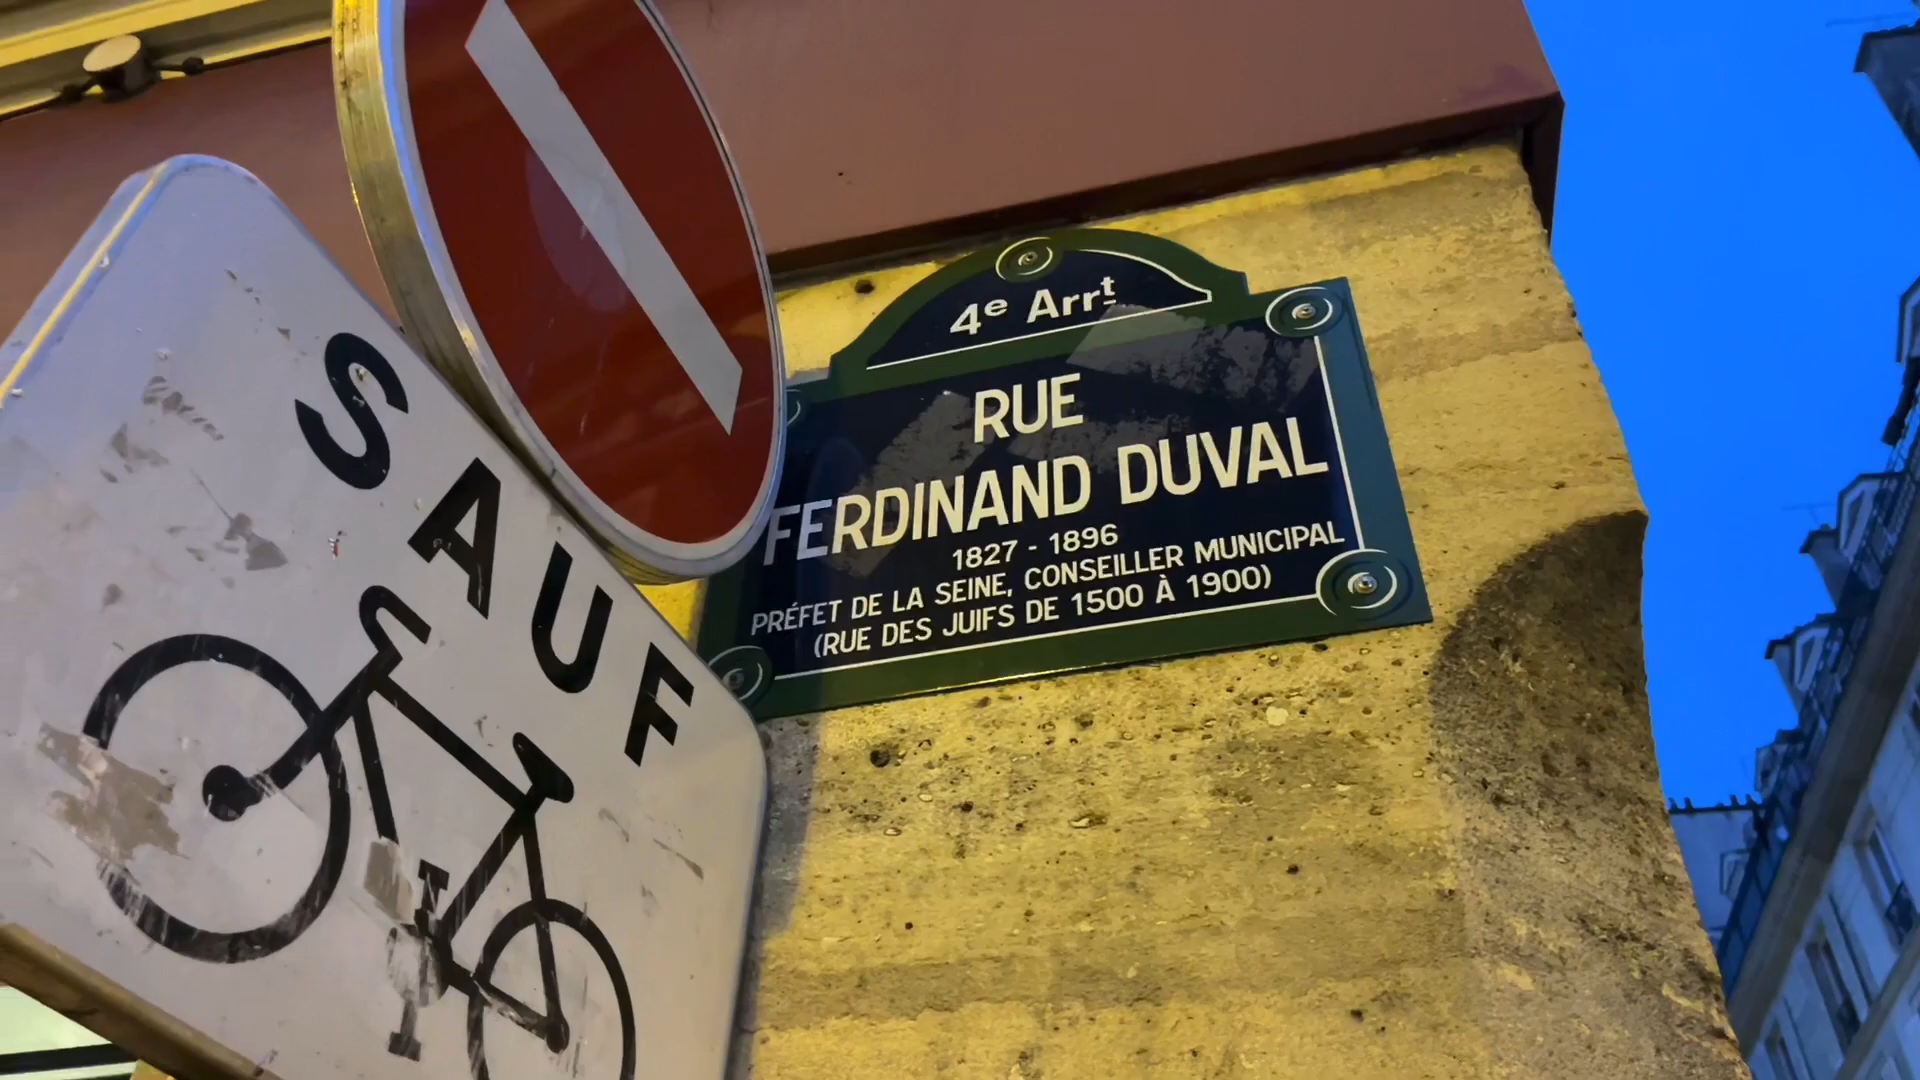 SAUF
4e Arrt
RUE
FERDINAND DUVAL
1827 - 1896
PRÉFET DE LA SEINE, CONSEILLER MUNICIPAL
(RUE DES JUIFS DE 1500 À 1900)